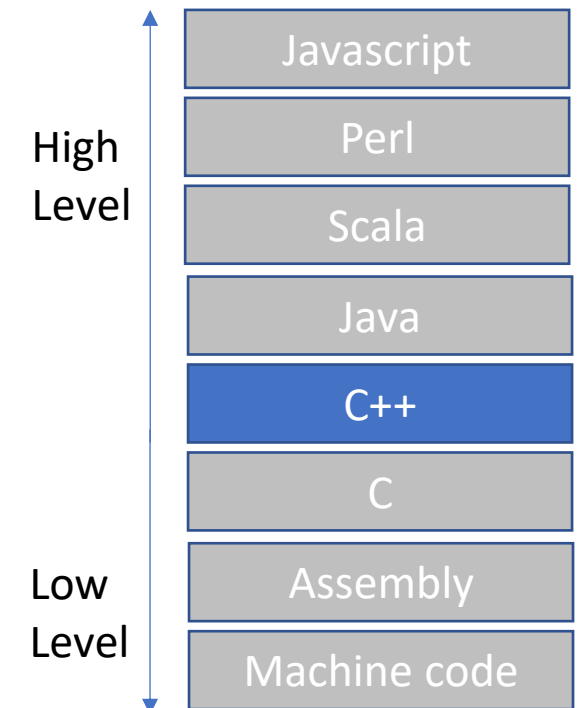 Javascript
Perl
High
Level
Scala
Java
C++
C
Low
Level
Assembly
Machine code